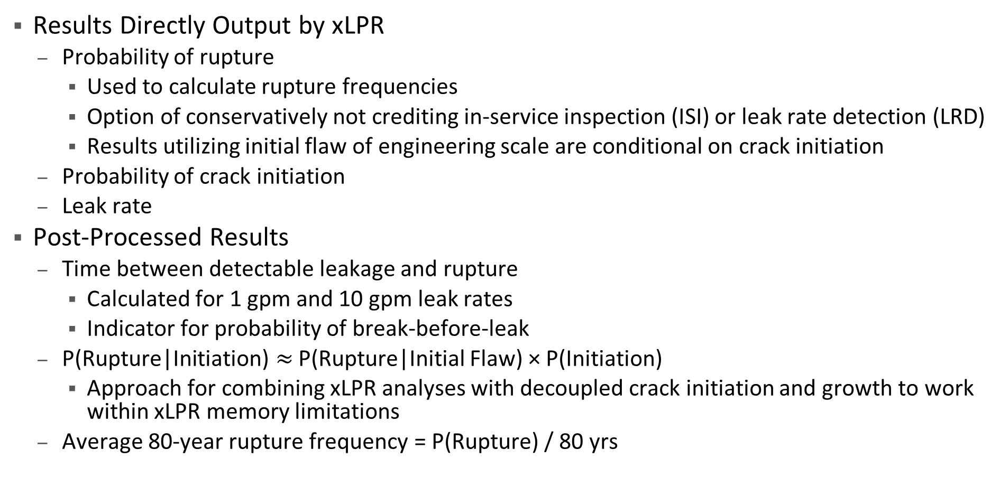 ▪ Results Directly Output by xLPR
– Probability of rupture
▪ Used to calculate rupture frequencies
▪ Option of conservatively not crediting in-service inspection (ISI) or leak rate detection (LRD)
▪ Results utilizing initial flaw of engineering scale are conditional on crack initiation
– Probability of crack initiation
– Leak rate
▪ Post-Processed Results
– Time between detectable leakage and rupture
▪ Calculated for 1 gpm and 10 gpm leak rates
▪ Indicator for probability of break-before-leak
– P(Rupture|Initiation) ≈ P(Rupture|Initial Flaw) × P(Initiation)
▪ Approach for combining xLPR analyses with decoupled crack initiation and growth to work
within xLPR memory limitations
– Average 80-year rupture frequency = P(Rupture) / 80 yrs